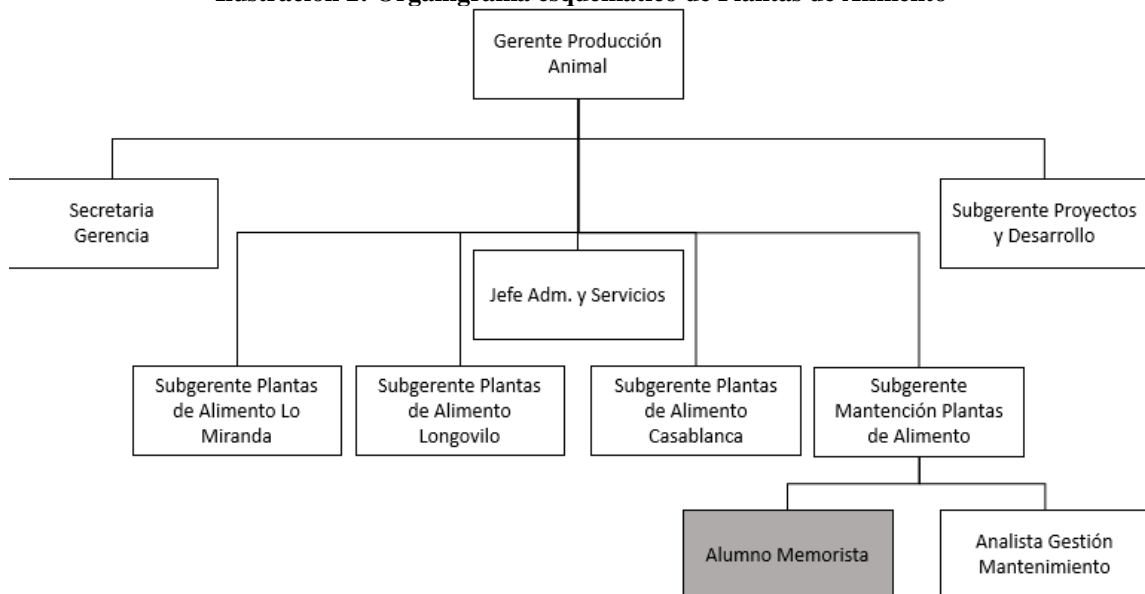 Ilustración 2: Organigrama esquemático de Plantas de Alimento
Gerente Producción
Animal
Secretaria
Gerencia
Subgerente Proyectos
y Desarrollo
Jefe Adm. y Servicios
Subgerente Plantas
de Alimento Lo
Miranda
Subgerente Plantas
de Alimento
Longovilo
Subgerente Plantas
de Alimento
Casablanca
Subgerente
Mantención Plantas
de Alimento
Alumno Memorista
Analista Gestión
Mantenimiento